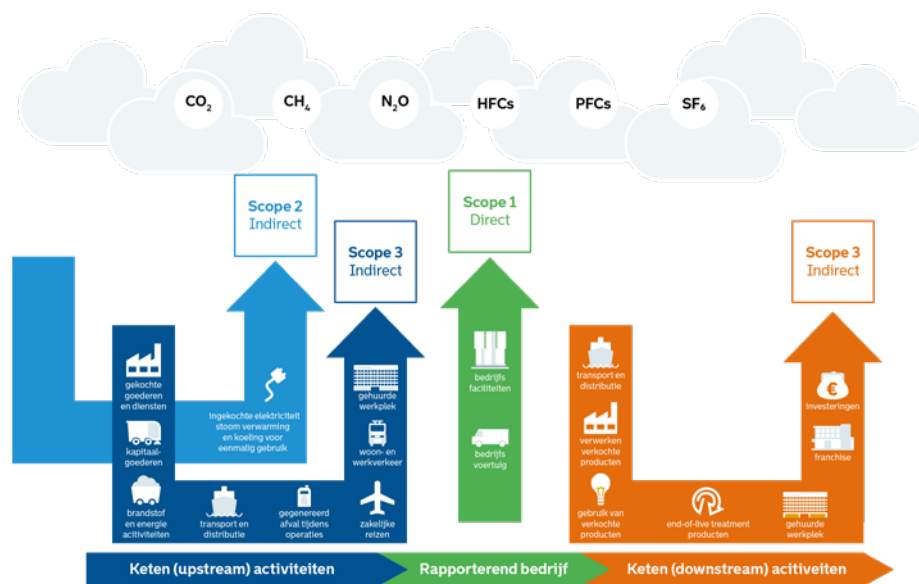 CO₂
CH₄
N₂O
HFCs
PFCs
SF₆
Scope 2
Indirect
Scope 3
Indirect
Scope 1
Direct
Scope 3
Indirect
gekochte
goederen
en diensten
kapitaal-
goederen
brandstof
en energie
acitiviteiten
transport en
distributie
gegenereerd
afval tijdens
operaties
zakelijke
reizen
woon- en
werkverkeer
gehuurde
werkplek
ingekochte elektriciteit
stoom verwarming
en koeling voor
eenmalig gebruik
bedrijfs
faciliteiten
bedrijfs
voertuig
transport en
distributie
verwerken
verkochte
producten
gebruik van
verkochte
producten
end-of-live treatment
producten
gehuurde
werkplek
franchise
investeringen
Keten (upstream) activiteiten
Rapporterend bedrijf
Keten (downstream) acitiveiten